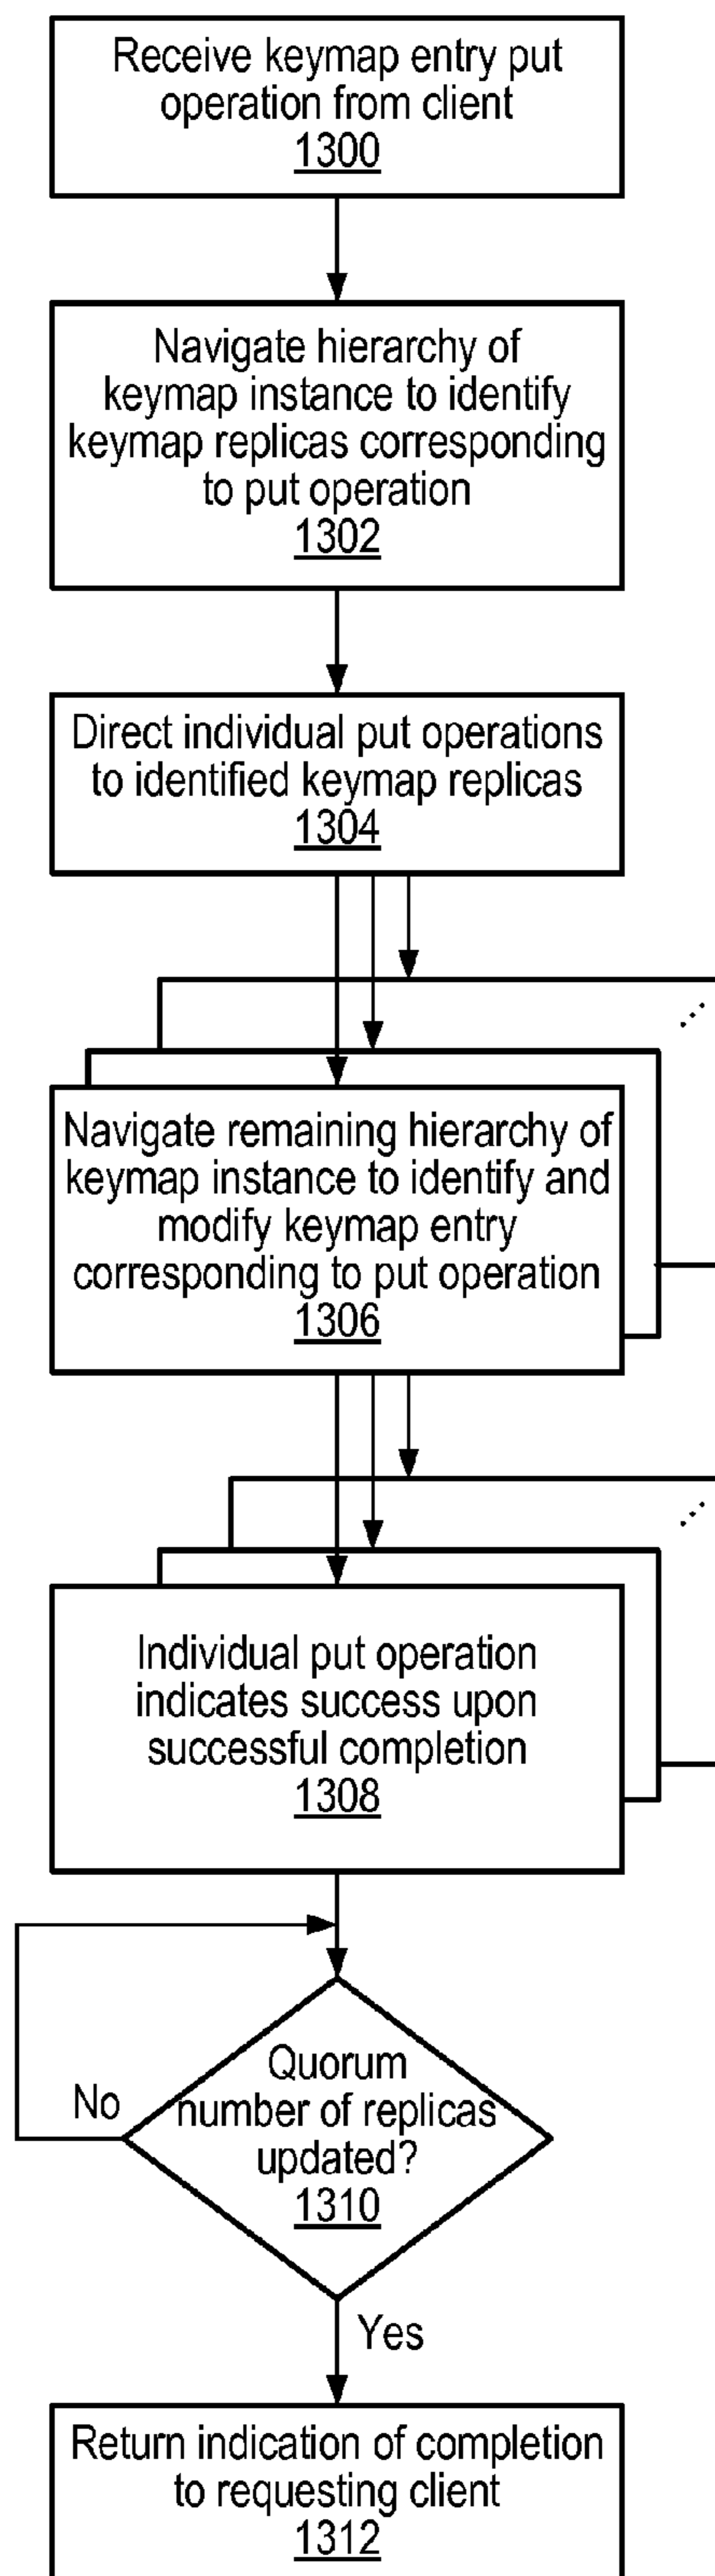 Receive keymap entry put
operation from client
1300
Navigate hierarchy of
keymap instance to identify
keymap replicas corresponding
to put operation
1302
Direct individual put operations
to identified keymap replicas
1304
Navigate remaining hierarchy of
keymap instance to identify and
modify keymap entry
corresponding to put operation
1306
Individual put operation
indicates success upon
successful completion
1308
Quorum
number of replicas
updated?
1310
No
Yes
Return indication of completion
to requesting client
1312